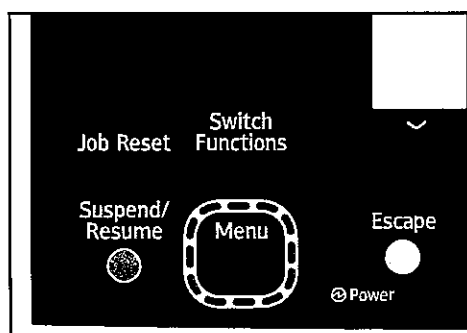 Switch
Job Reset Functions
Suspend/
Resume
Menu
Escape
Power